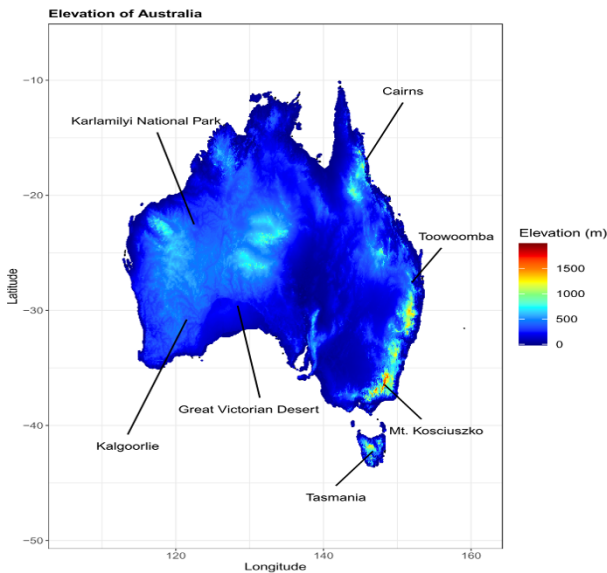 Elevation of Australia
−10
−20
−30
−40
−50
Latitude
Cairns
Karlamilyi National Park
Toowoomba
Great Victorian Desert
Kalgoorlie
Mt. Kosciuszko
Tasmania
120
140
160
Longitude
Elevation (m)
1500
1000
500
0